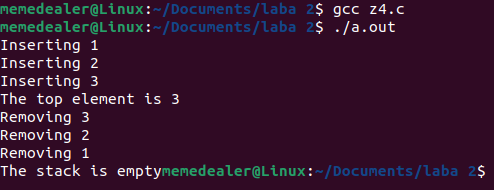 memedealer@Linux:~/Documents/laba 2$ gcc z4.c
memedealer@Linux:~/Documents/laba 2$ ./a.out
Inserting 1
Inserting 2
Inserting 3
The top element is 3
Removing 3
Removing 2
Removing 1
The stack is emptymemedealer@Linux:~/Documents/laba 2$